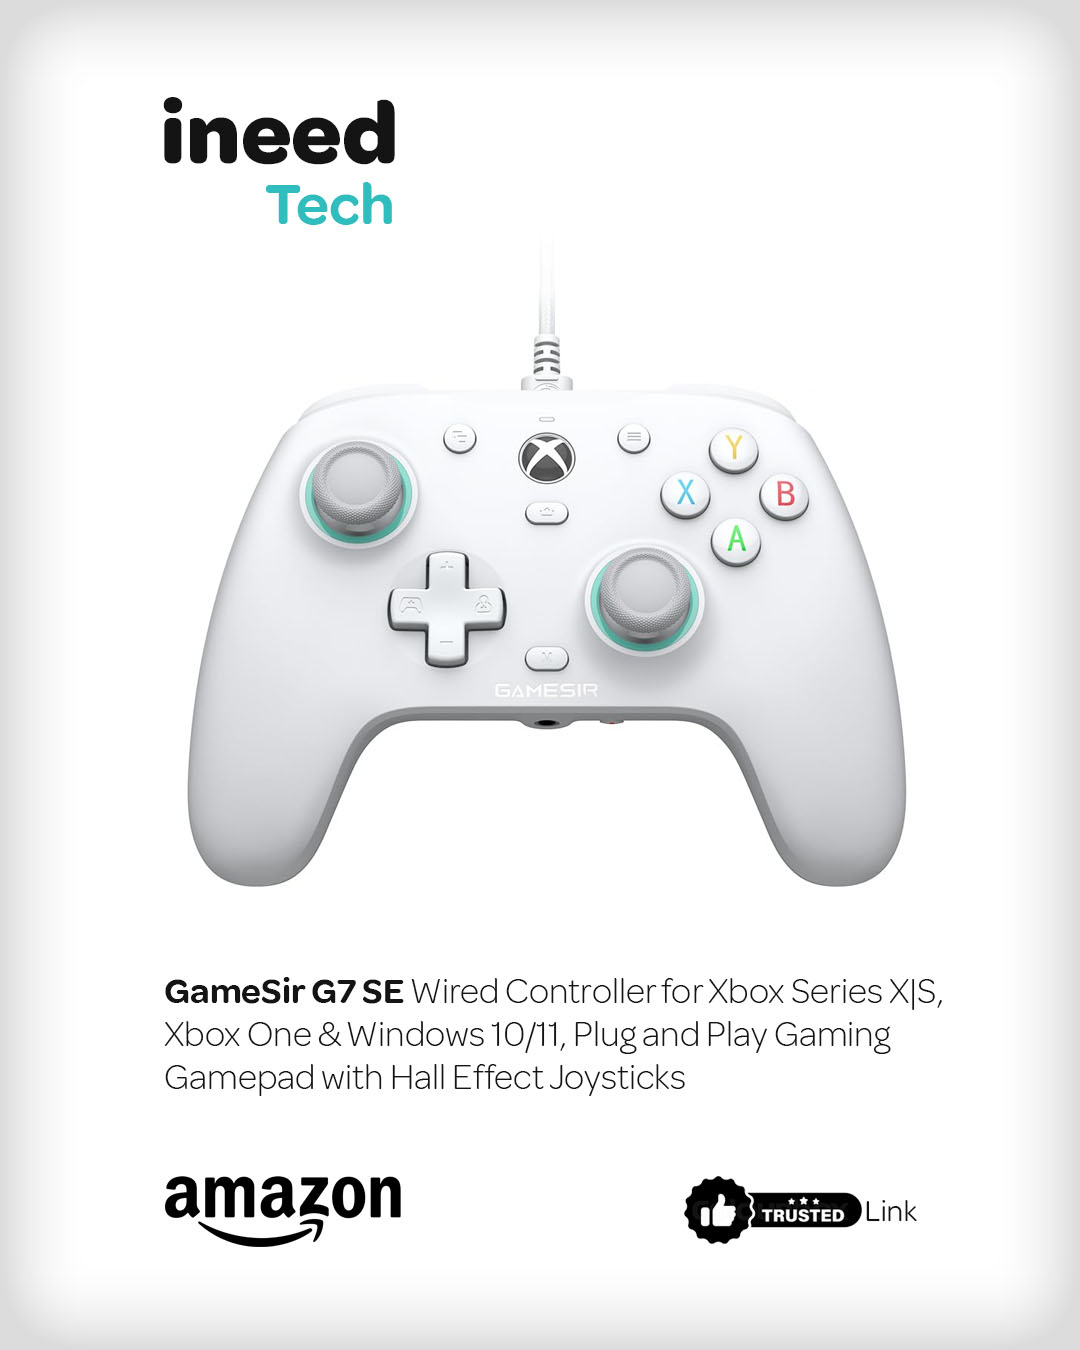 ineed
Tech
Y
X
B
A
GAMESIR
GameSir G7 SE Wired Controller for Xbox Series X|S,
Xbox One & Windows 10/11, Plug and Play Gaming
Gamepad with Hall Effect Joysticks
amazon
TRUSTED Link